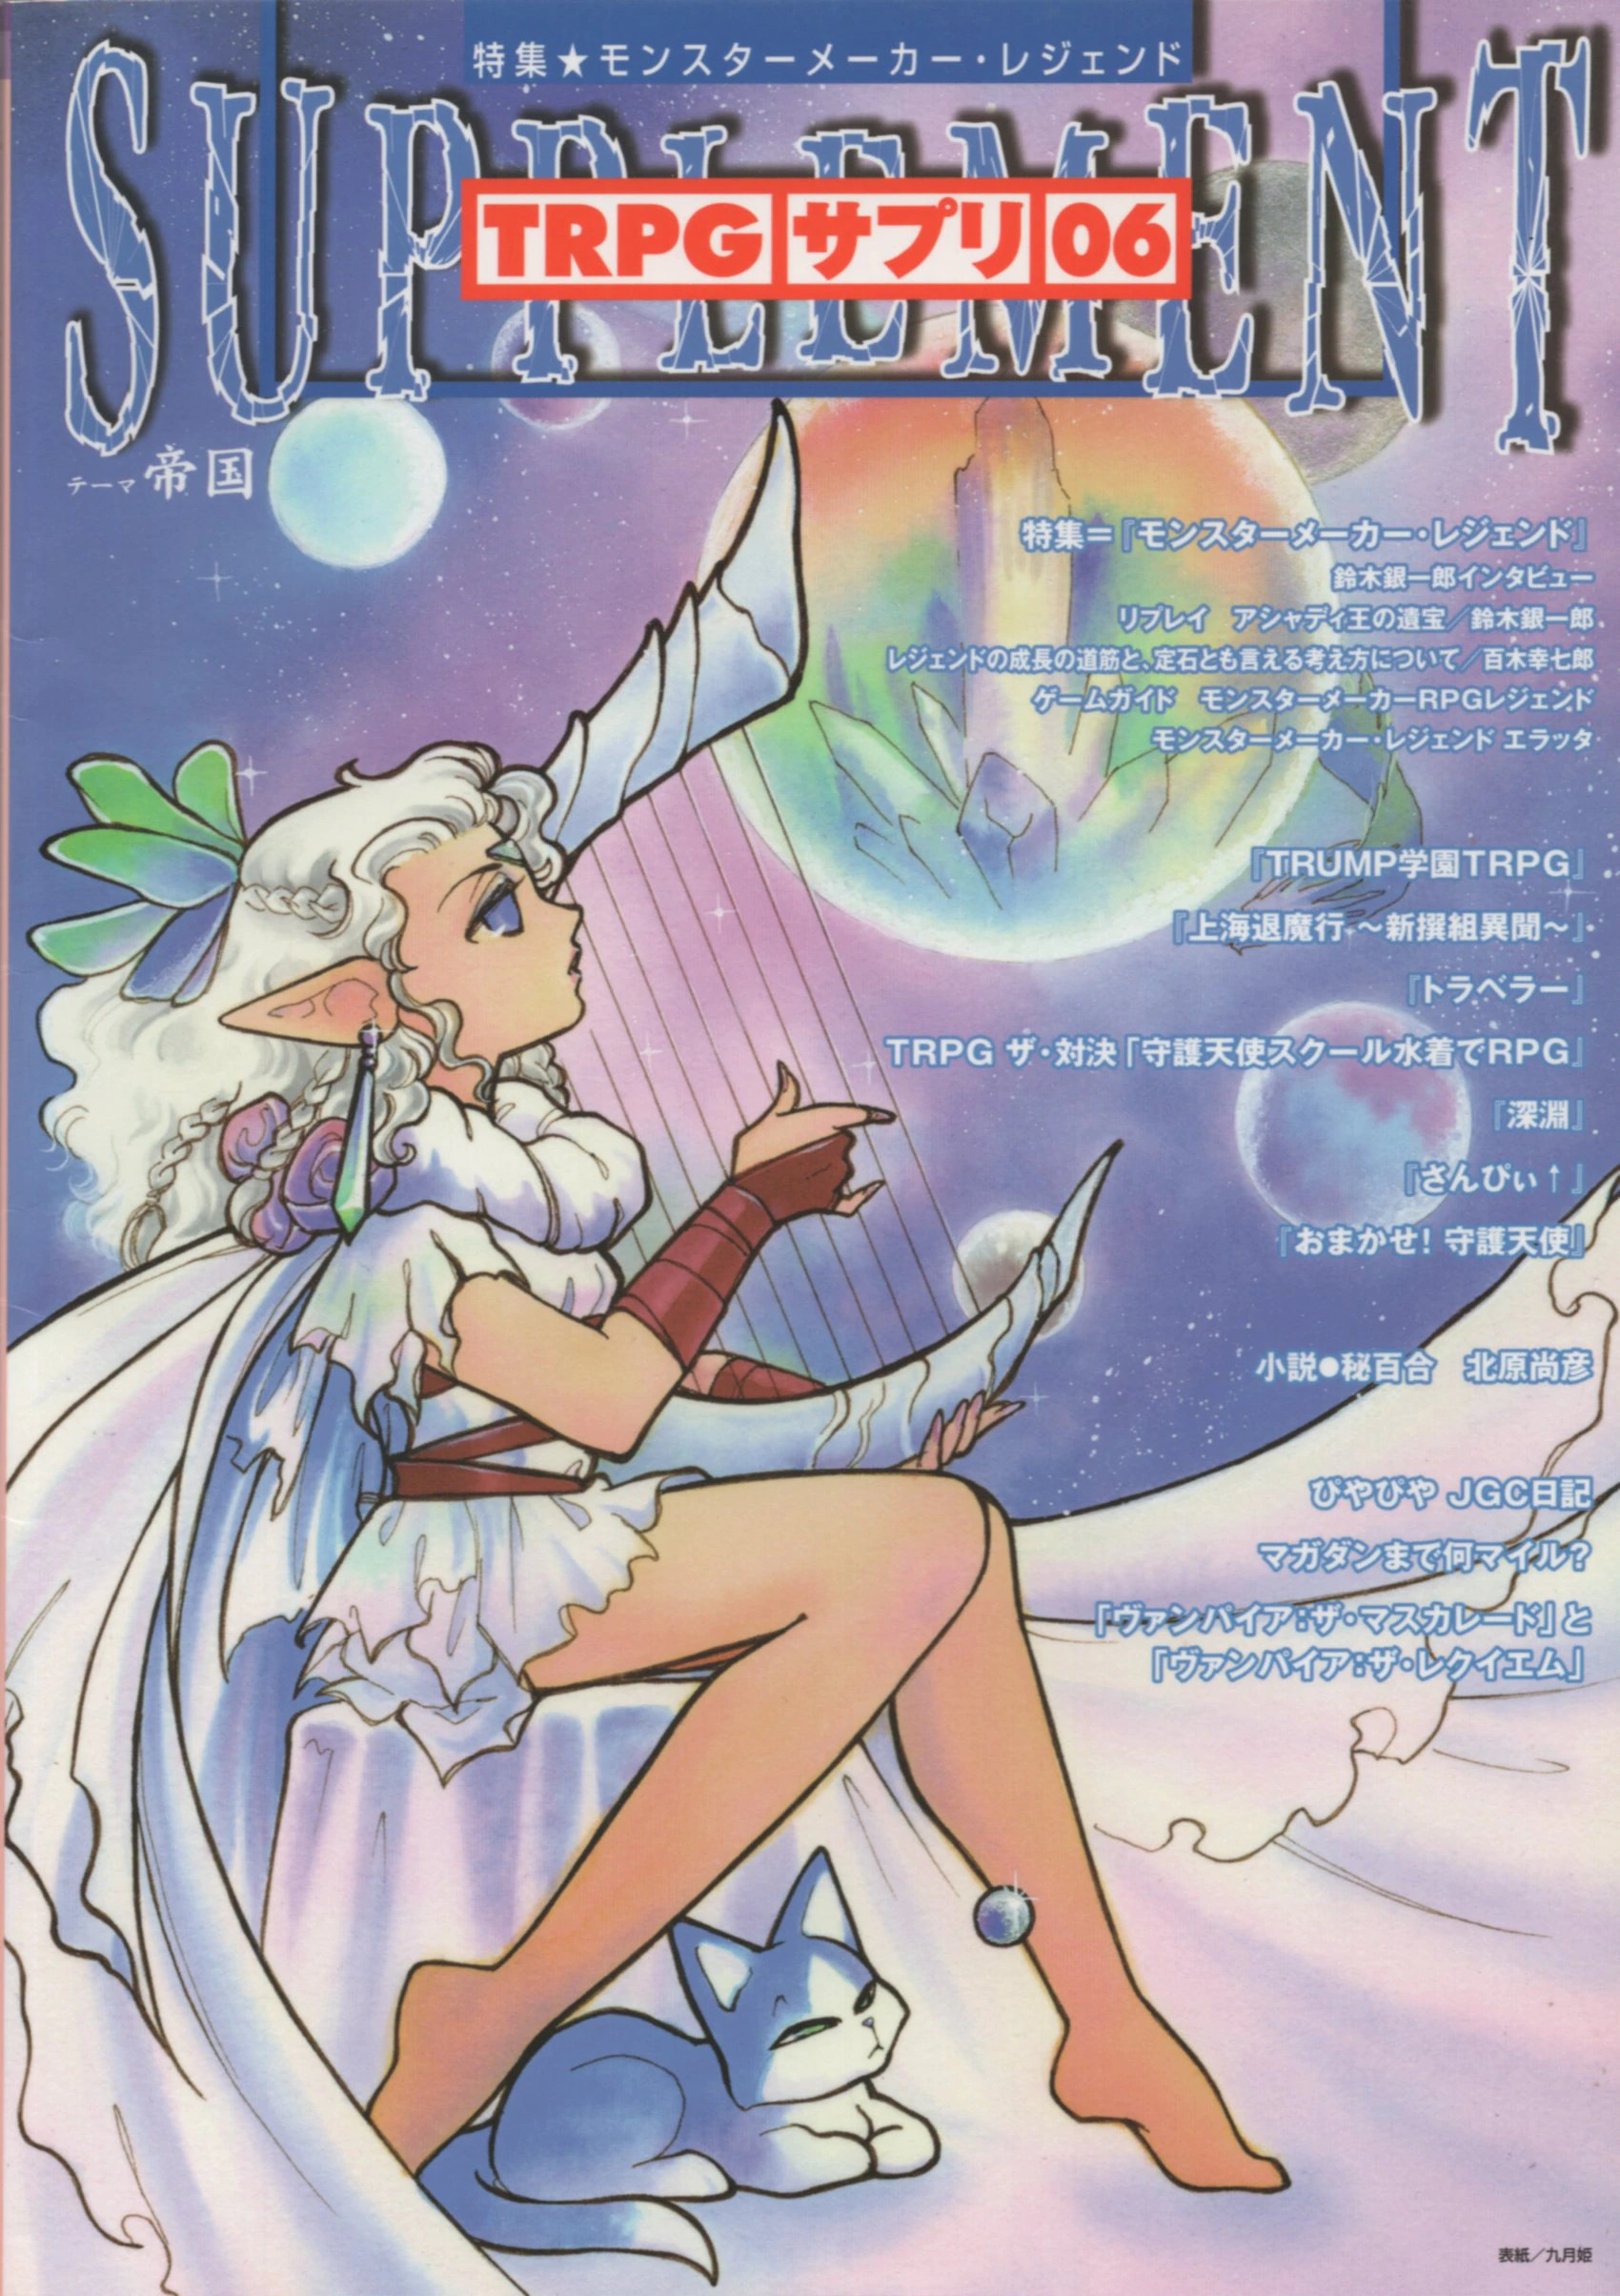 特集★モンスターメーカー・レジェンド
SUPPLEMENT
TRPG サプリ 06
テーマ 帝国
特集＝『モンスターメーカー・レジェンド』
鈴木銀一郎インタビュー
リプレイ　アシャディ王の遺宝／鈴木銀一郎
レジェンドの成長の道筋と、定石とも言える考え方について／百木幸七郎
ゲームガイド　モンスターメーカーRPGレジェンド
モンスターメーカー・レジェンド エラッタ
『TRUMP学園TRPG』
『上海退魔行 〜新撰組異聞〜』
『トラベラー』
TRPG ザ・対決「守護天使スクール水着でRPG』
『深淵』
『さんぴぃ↑』
『おまかせ！守護天使』
小説●秘百合　北原尚彦
ぴやぴや JGC日記
マガダンまで何マイル？
『ヴァンパイア：ザ・マスカレード』と
『ヴァンパイア：ザ・レクイエム』
表紙／九月姫